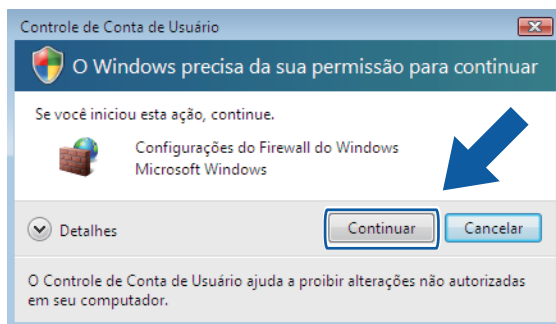 Controle de Conta de Usuário
O Windows precisa da sua permissão para continuar
Se você iniciou esta ação, continue.
Configurações do Firewall do Windows
Microsoft Windows
Detalhes
Continuar
Cancelar
O Controle de Conta de Usuário ajuda a proibir alterações não autorizadas
em seu computador.